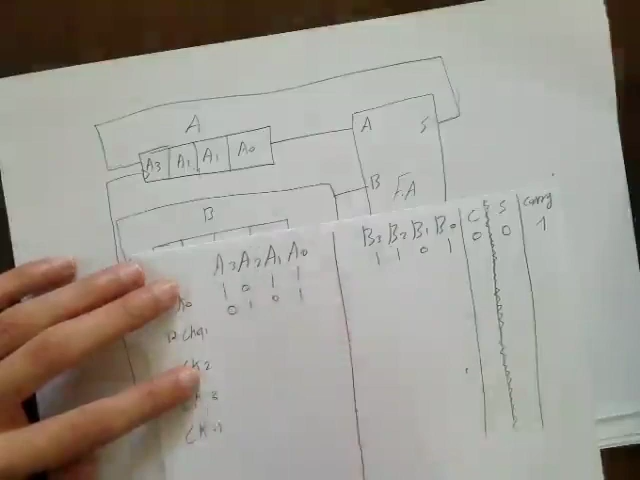 A
A3 A1 A1 A0
A S
B
FA
B
A3 A2 A1 A0 B3 B2 B1 B0 C S carry
1 0 1 1 1 1 0 1 0 0 1
0 1 0 1
CK2